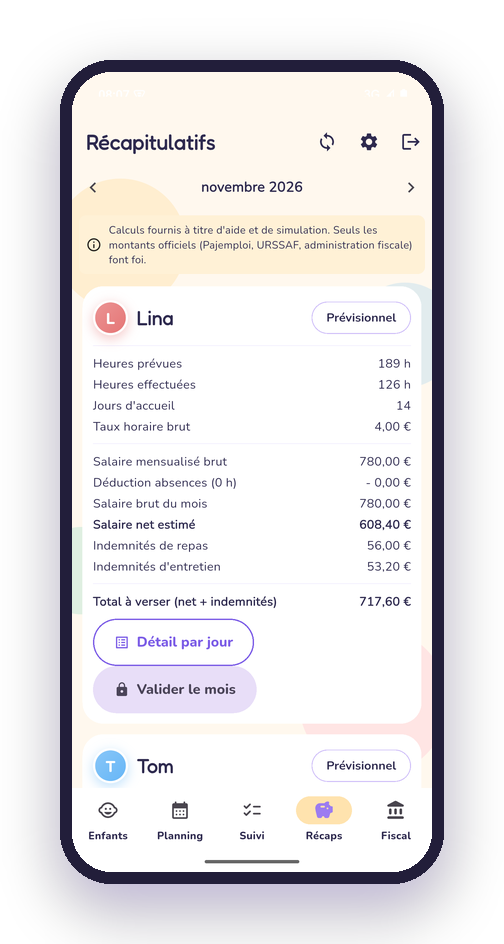 Récapitulatifs
novembre 2026
Calculs fournis à titre d'aide et de simulation. Seuls les
montants officiels (Pajemploi, URSSAF, administration fiscale)
font foi.
L Lina Prévisionnel
Heures prévues 189 h
Heures effectuées 126 h
Jours d'accueil 14
Taux horaire brut 4,00 €
Salaire mensualisé brut 780,00 €
Déduction absences (0 h) - 0,00 €
Salaire brut du mois 780,00 €
Salaire net estimé 608,40 €
Indemnités de repas 56,00 €
Indemnités d'entretien 53,20 €
Total à verser (net + indemnités) 717,60 €
Détail par jour
Valider le mois
T Tom Prévisionnel
Enfants Planning Suivi Récaps Fiscal